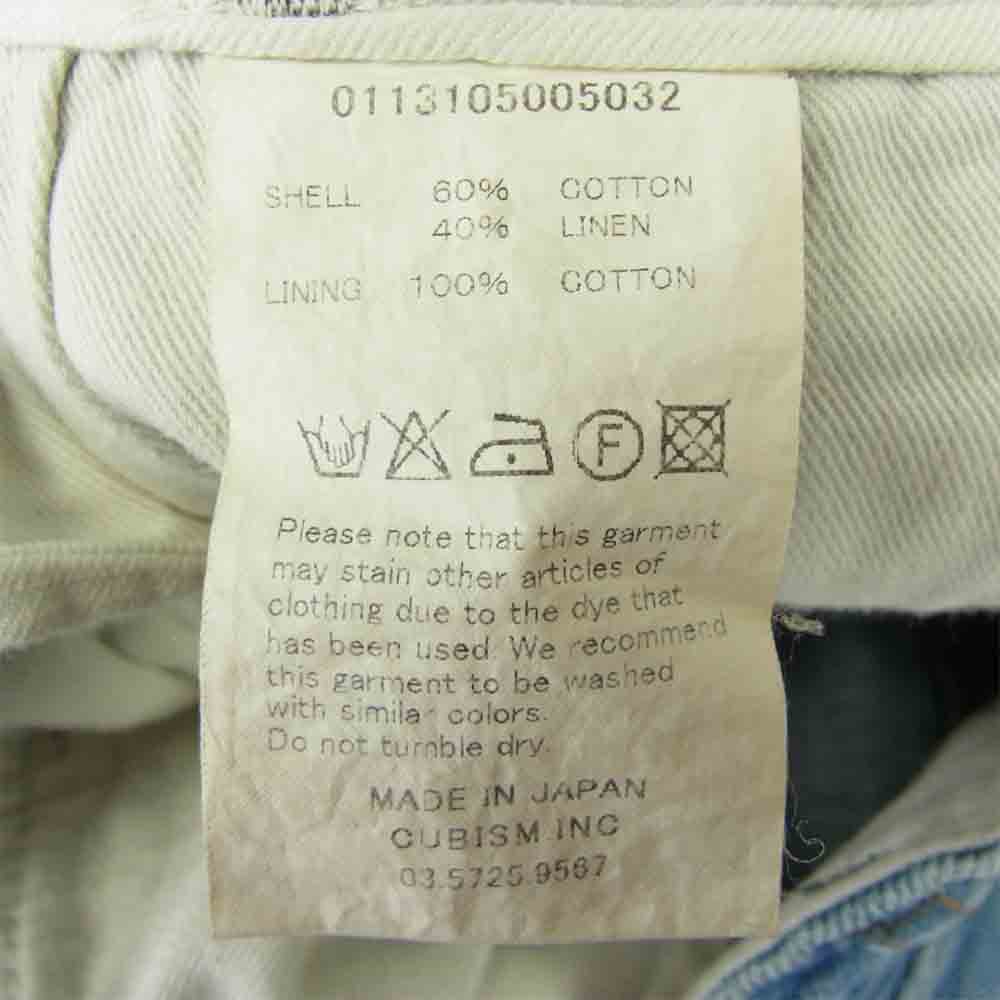 0113105005032
SHELL 60% COTTON
40% LINEN
LINING 100% COTTON
F
Please note that this garment
may stain other articles of
clothing due to the dye that
has been used. We recommend
this garment to be washed
with similar colors.
Do not tumble dry.
MADE IN JAPAN
CUBISM INC
03.5725.9567